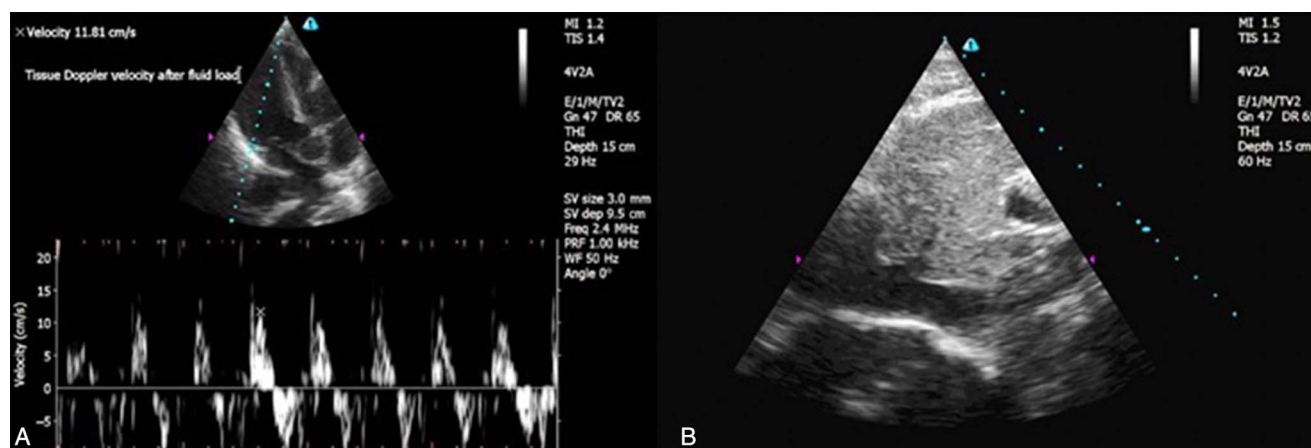 Velocity 11.81 cm/s
Tissue Doppler velocity after fluid load
MI 1.2
TIS 1.4
4V2A
E/1/M/TV2
Gn 47 DR 65
THI
Depth 15 cm
29 Hz
SV size 3.0 mm
SV dep 9.5 cm
Freq 2.4 MHz
PRF 1.00 kHz
WF 50 Hz
Angle 0°
Velocity (cm/s)
20
15
10
5
0
-5
A
MI 1.5
TIS 1.2
4V2A
E/1/M/TV2
Gn 47 DR 65
THI
Depth 15 cm
60 Hz
B